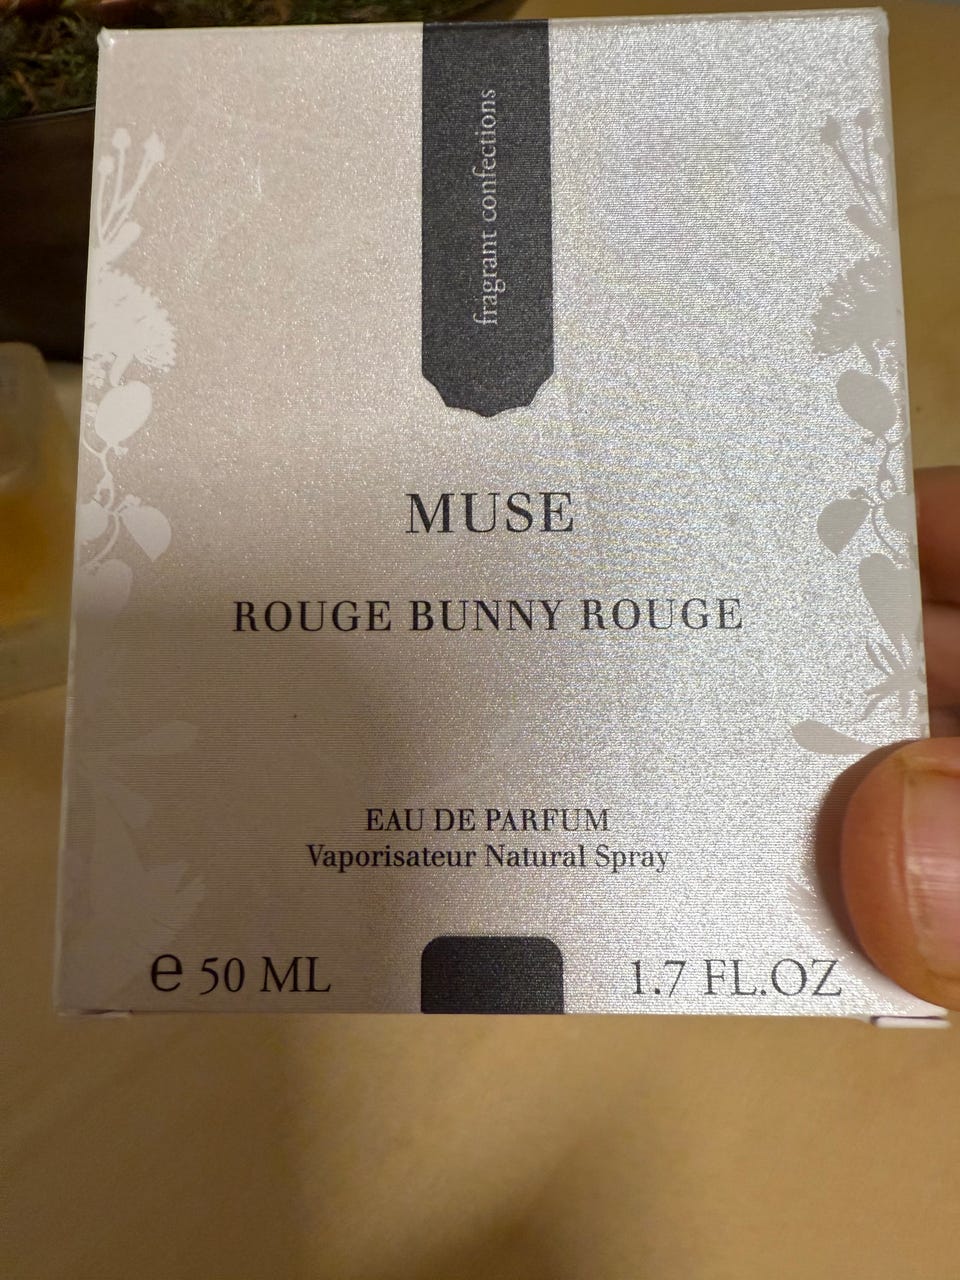 fragrant confections
MUSE
ROUGE BUNNY ROUGE
EAU DE PARFUM
Vaporisateur Natural Spray
℮ 50 ML 1.7 FL.OZ